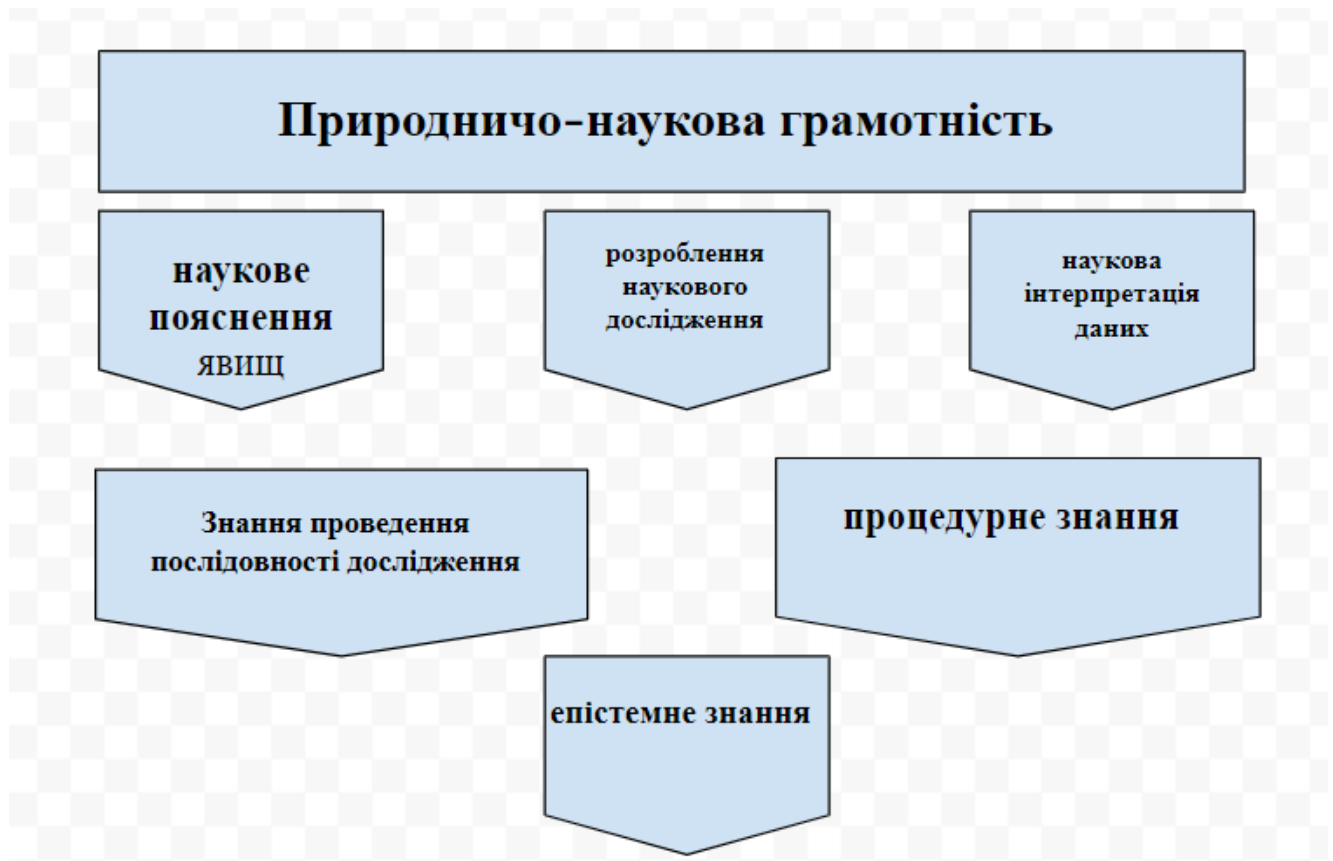 Природничо-наукова грамотність
наукове
пояснення
ЯВИЩ
розроблення
наукового
дослідження
наукова
інтерпретація
даних
Знання проведення
послідовності дослідження
процедурне знання
епістемне знання